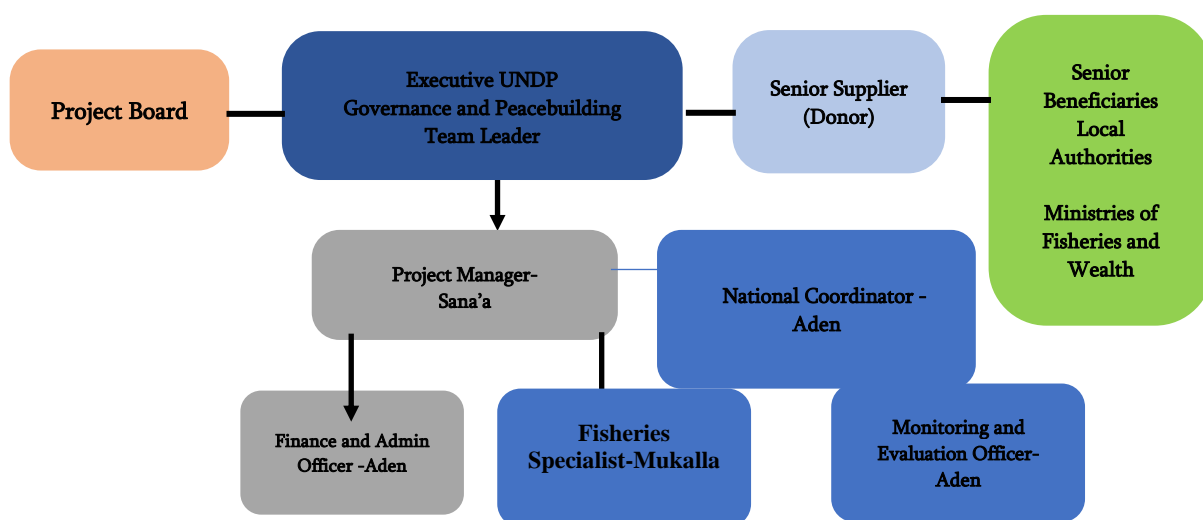 Project Board
Executive UNDP
Governance and Peacebuilding
Team Leader
Senior Supplier
(Donor)
Senior
Beneficiaries
Local
Authorities
Ministries of
Fisheries and
Wealth
Project Manager-
Sana’a
National Coordinator -
Aden
Finance and Admin
Officer -Aden
Fisheries
Specialist-Mukalla
Monitoring and
Evaluation Officer-
Aden